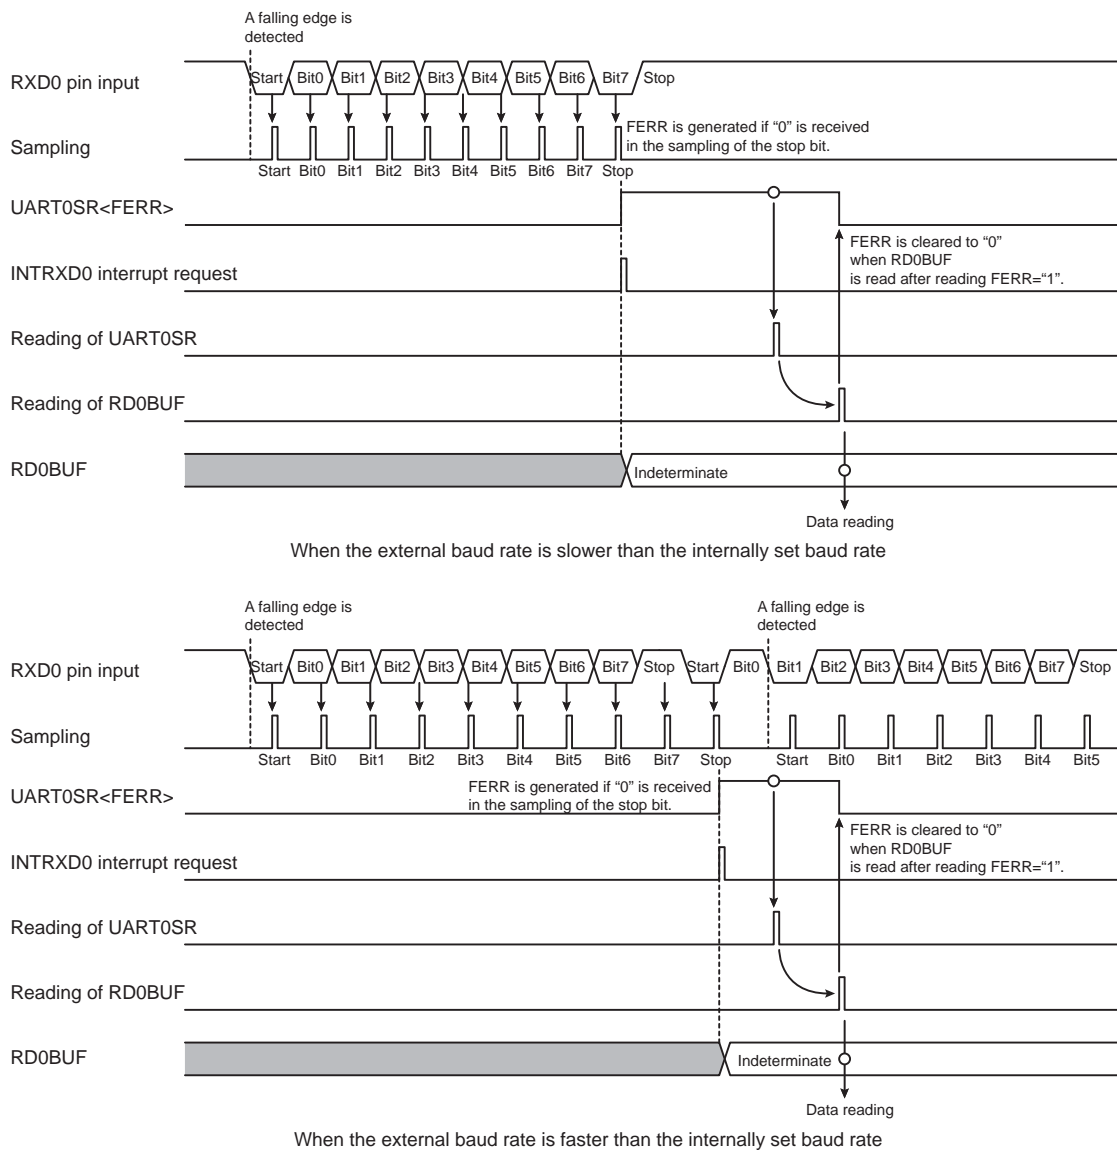 A falling edge is
detected
RXD0 pin input
Start Bit0 Bit1 Bit2 Bit3 Bit4 Bit5 Bit6 Bit7 Stop
FERR is generated if “0” is received
in the sampling of the stop bit.
Sampling
Start Bit0 Bit1 Bit2 Bit3 Bit4 Bit5 Bit6 Bit7 Stop
UART0SR<FERR>
FERR is cleared to “0”
when RD0BUF
is read after reading FERR=“1”.
INTRXD0 interrupt request
Reading of UART0SR
Reading of RD0BUF
RD0BUF
Indeterminate
Data reading
When the external baud rate is slower than the internally set baud rate
A falling edge is
detected
A falling edge is
detected
RXD0 pin input
Start Bit0 Bit1 Bit2 Bit3 Bit4 Bit5 Bit6 Bit7 Stop Start Bit0 Bit1 Bit2 Bit3 Bit4 Bit5 Bit6 Bit7 Stop
Sampling
Start Bit0 Bit1 Bit2 Bit3 Bit4 Bit5 Bit6 Bit7 Stop Start Bit0 Bit1 Bit2 Bit3 Bit4 Bit5
FERR is generated if “0” is received
in the sampling of the stop bit.
UART0SR<FERR>
FERR is cleared to “0”
when RD0BUF
is read after reading FERR=“1”.
INTRXD0 interrupt request
Reading of UART0SR
Reading of RD0BUF
RD0BUF
Indeterminate
Data reading
When the external baud rate is faster than the internally set baud rate